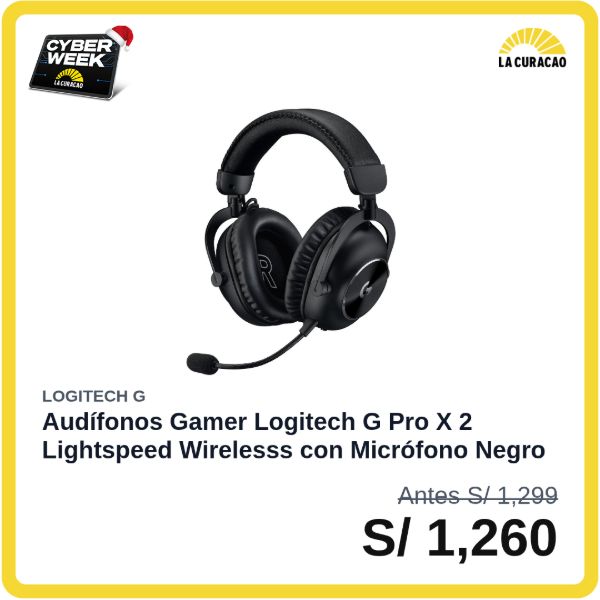 CYBER
WEEK
LA CURACAO
LA CURACAO
R
G
LOGITECH G
Audífonos Gamer Logitech G Pro X 2
Lightspeed Wirelesss con Micrófono Negro
Antes S/ 1,299
S/ 1,260